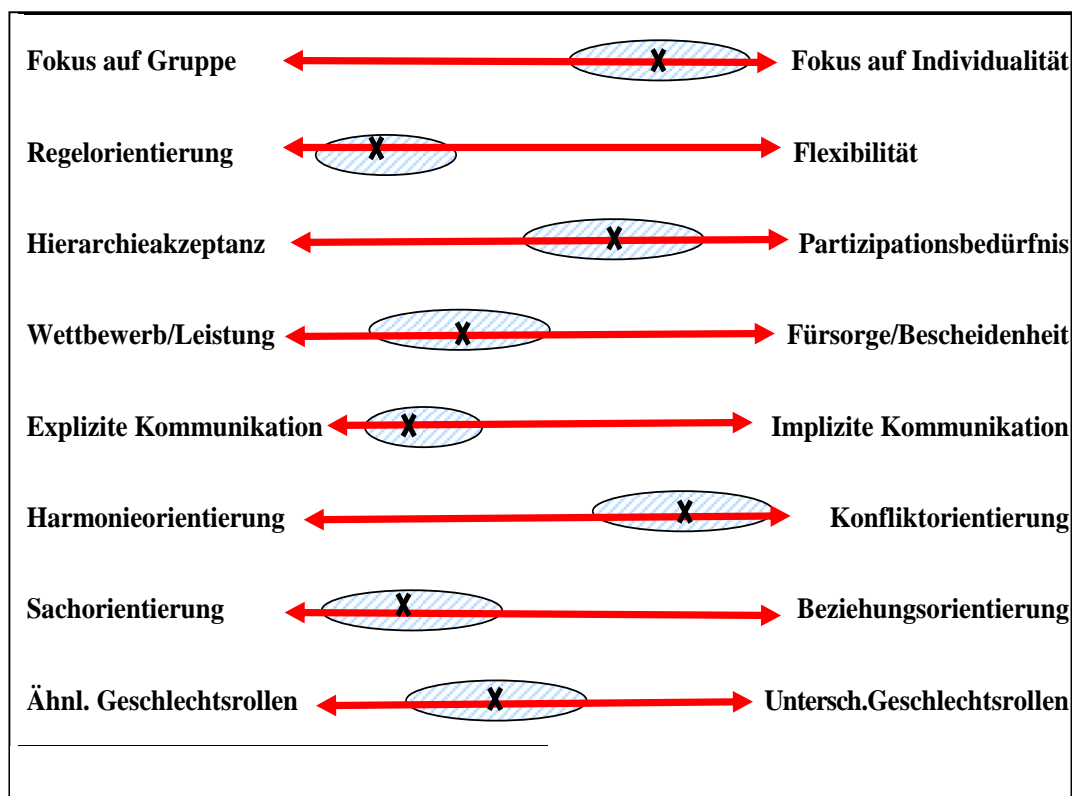 Fokus auf Gruppe Fokus auf Individualität
Regelorientierung Flexibilität
Hierarchieakzeptanz Partizipationsbedürfnis
Wettbewerb/Leistung Fürsorge/Bescheidenheit
Explizite Kommunikation Implizite Kommunikation
Harmonieorientierung Konfliktorientierung
Sachorientierung Beziehungsorientierung
Ähnl. Geschlechtsrollen Untersch.Geschlechtsrollen